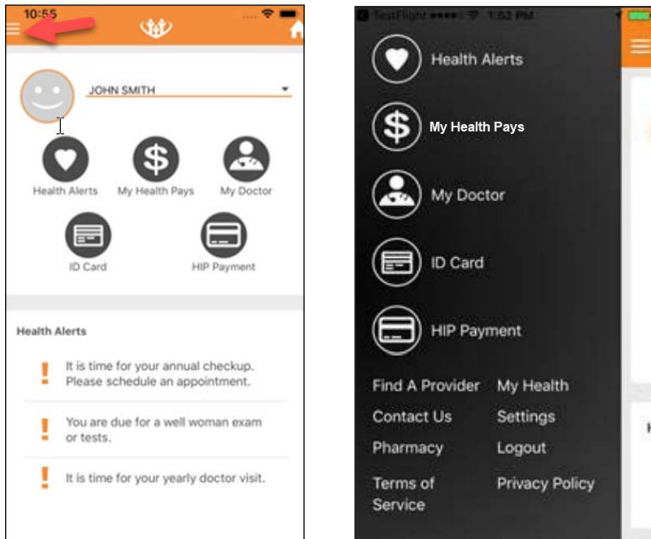 10:55
JOHN SMITH
Health Alerts
My Health Pays
My Doctor
ID Card
HIP Payment
Health Alerts
It is time for your annual checkup.
Please schedule an appointment.
You are due for a well woman exam
or tests.
It is time for your yearly doctor visit.
TestFlight
1:52 PM
Health Alerts
My Health Pays
My Doctor
ID Card
HIP Payment
Find A Provider
My Health
Contact Us
Settings
Pharmacy
Logout
Terms of
Service
Privacy Policy